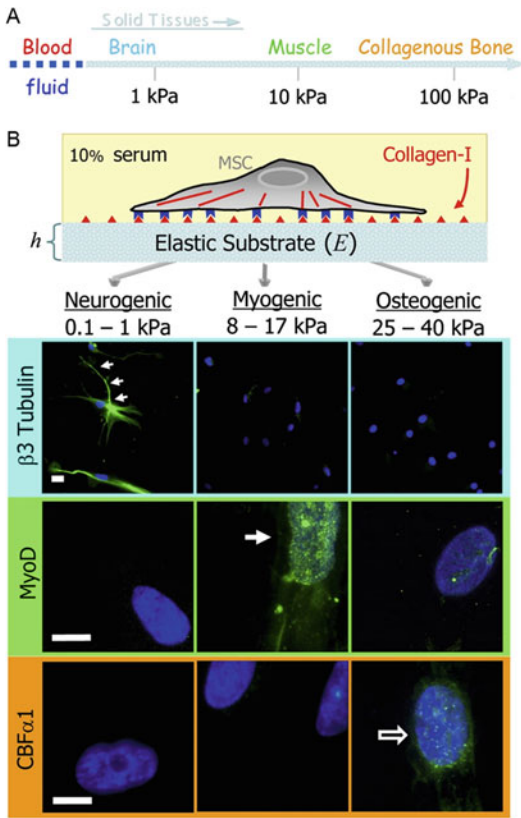 A
Solid Tissues
Blood Brain Muscle Collagenous Bone
fluid
1 kPa 10 kPa 100 kPa
B
10% serum
MSC
Collagen-I
h
Elastic Substrate (E)
Neurogenic Myogenic Osteogenic
0.1 – 1 kPa 8 – 17 kPa 25 – 40 kPa
β3 Tubulin
MyoD
CBFα1